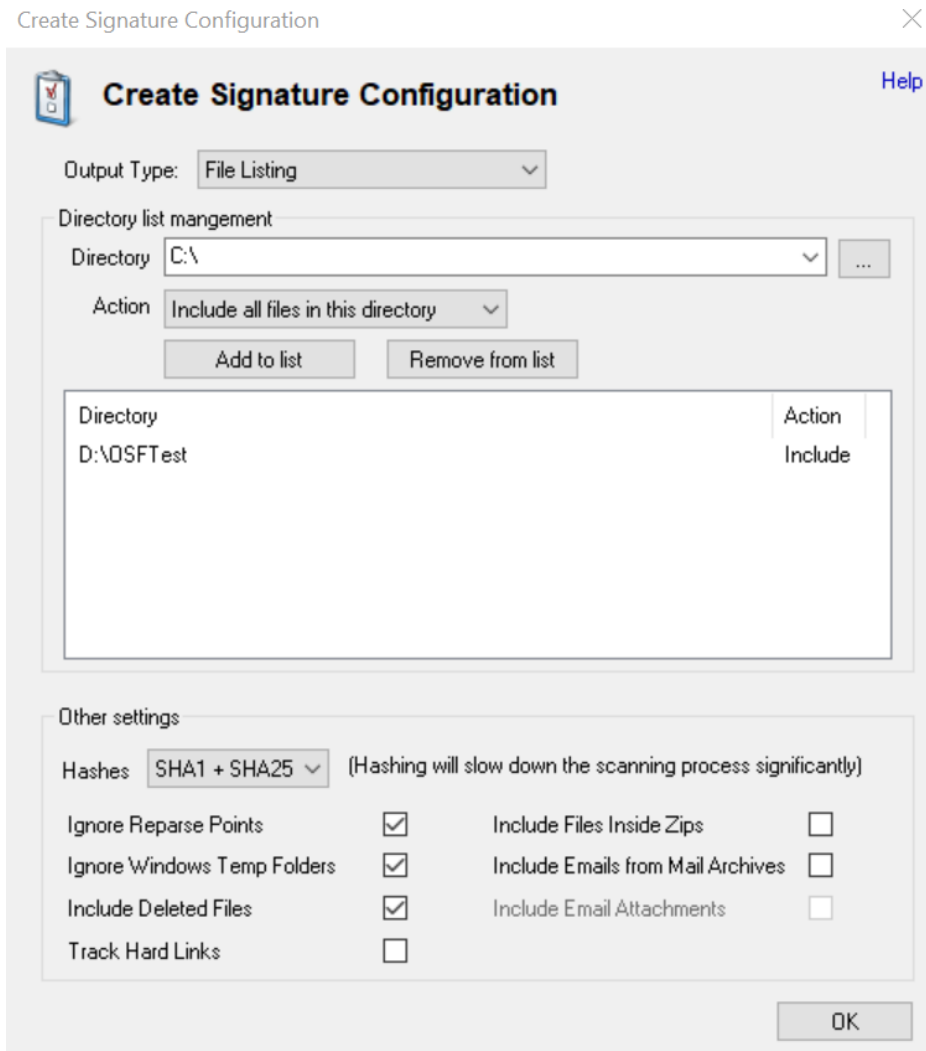 Create Signature Configuration
Help
Create Signature Configuration
Output Type: File Listing
Directory list mangement
Directory C:\ ...
Action Include all files in this directory
Add to list Remove from list
Directory Action
D:\OSFTest Include
Other settings
Hashes SHA1 + SHA25 (Hashing will slow down the scanning process significantly)
Ignore Reparse Points Include Files Inside Zips
Ignore Windows Temp Folders Include Emails from Mail Archives
Include Deleted Files Include Email Attachments
Track Hard Links
OK